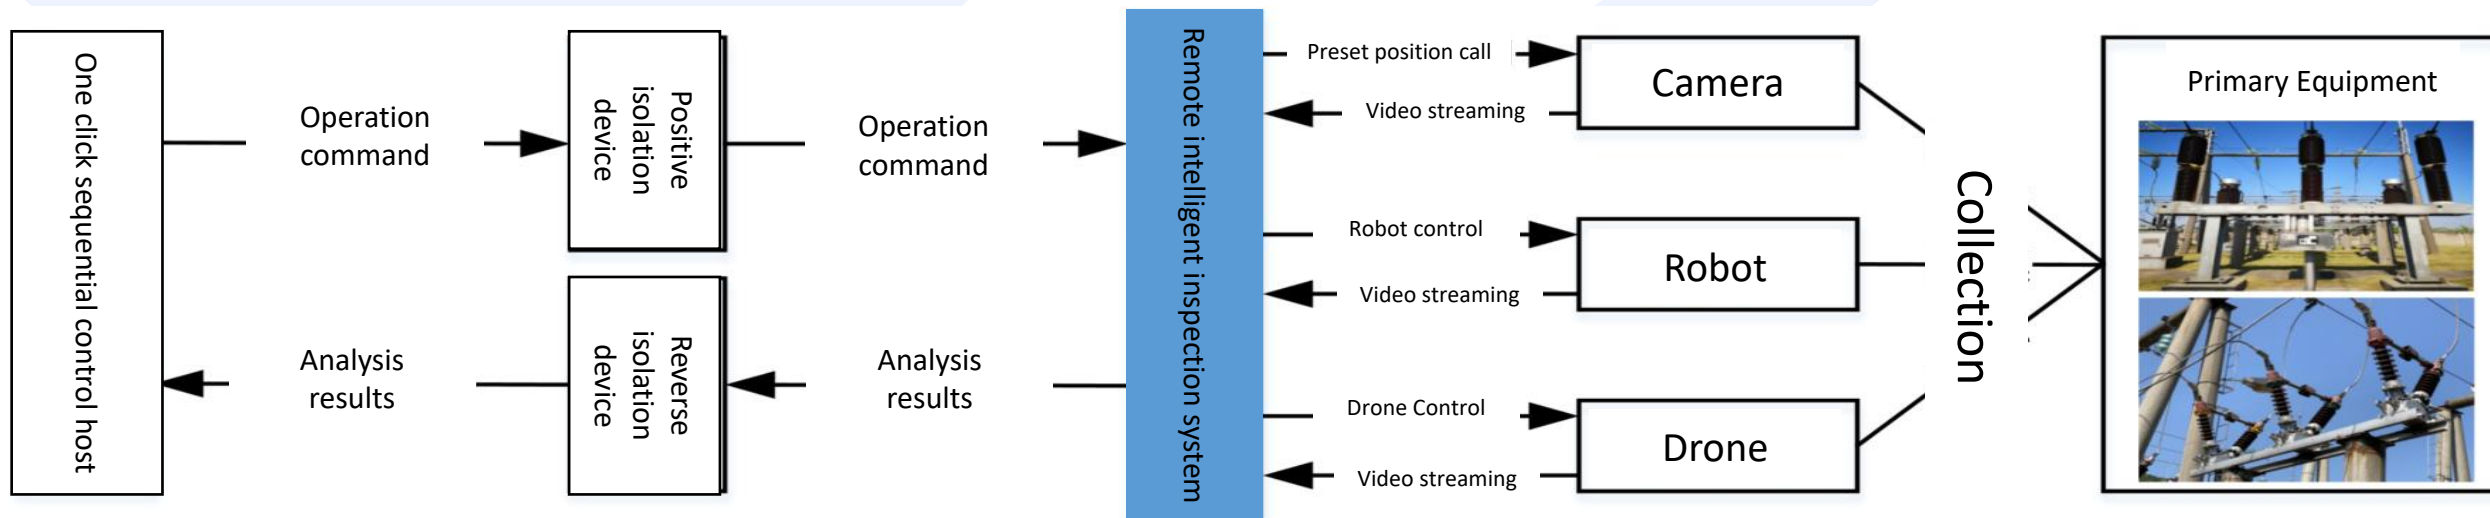 One click sequential control host
Operation
command
Positive
isolation
device
Operation
command
Analysis
results
Reverse
isolation
device
Analysis
results
Remote intelligent inspection system
Preset position call
Video streaming
Camera
Robot control
Video streaming
Robot
Drone Control
Video streaming
Drone
Collection
Primary Equipment